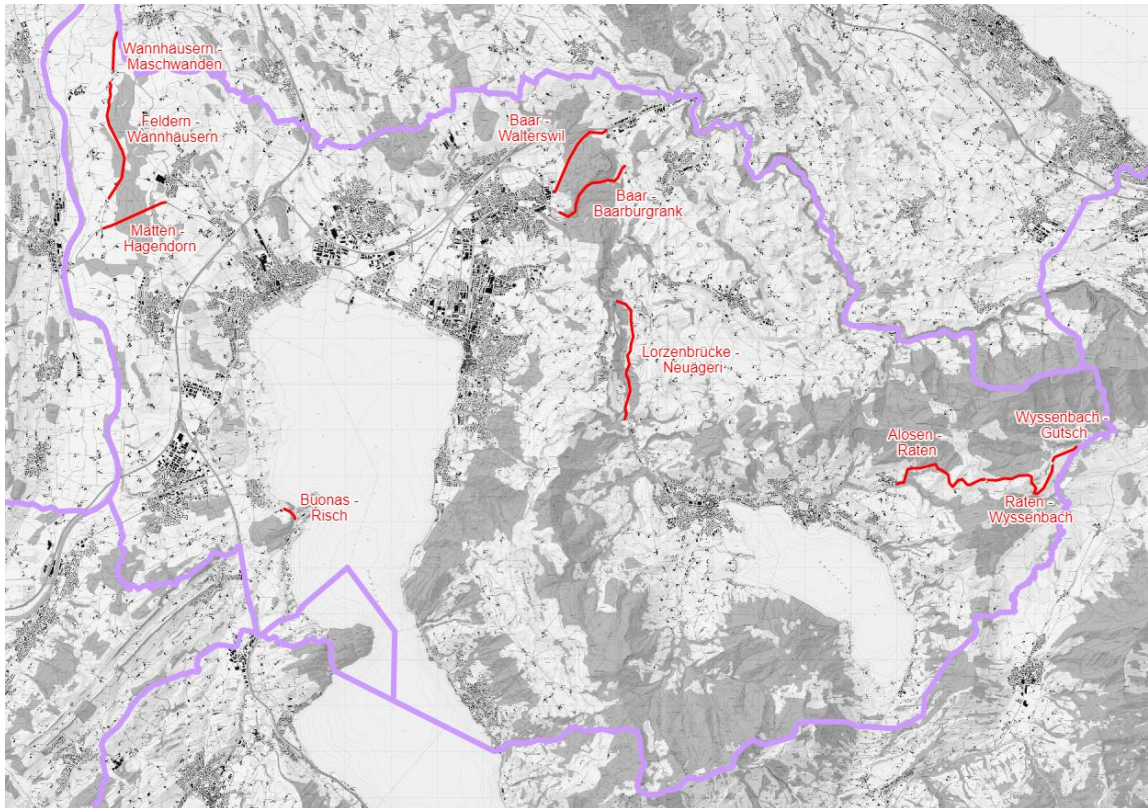 Wannhäusern -
Maschwanden
Feldern -
Wannhäusern
Matten -
Hagendorn
Baar -
Walterswil
Baar -
Baarburgrank
Lorzenbrücke -
Neuägeri
Alosen -
Raten
Wyssenbach -
Gutsch
Raten -
Wyssenbach
Buonas -
Risch